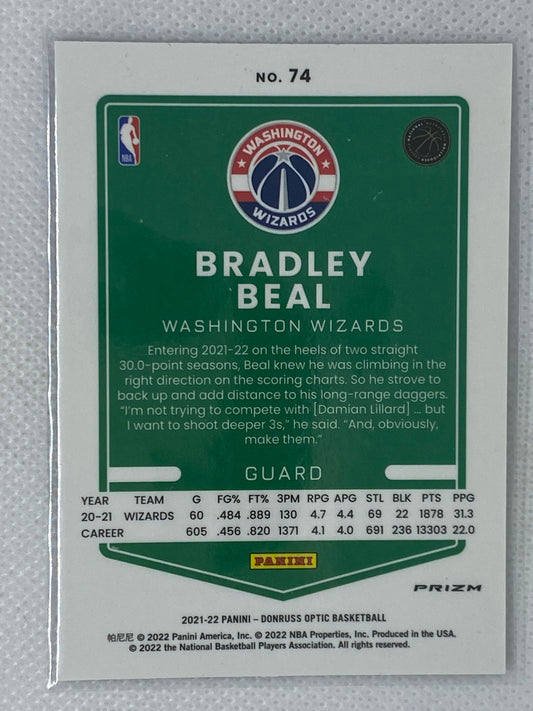 NO. 74
NBA
WASHINGTON
WIZARDS
NATIONAL BASKETBALL
ASSOCIATION
BRADLEY
BEAL
WASHINGTON WIZARDS
Entering 2021-22 on the heels of two straight
30.0-point seasons, Beal knew he was climbing in the
right direction on the scoring charts. So he strove to
back up and add distance to his long-range daggers.
“I’m not trying to compete with [Damian Lillard] ... but
I want to shoot deeper 3s,” he said. “And, obviously,
make them.”
GUARD
YEAR TEAM G FG% FT% 3PM RPG APG STL BLK PTS PPG
20-21 WIZARDS 60 .484 .889 130 4.7 4.4 69 22 1878 31.3
CAREER 605 .456 .820 1371 4.1 4.0 691 236 13303 22.0
PANINI
PRIZM
2021-22 PANINI – DONRUSS OPTIC BASKETBALL
帕尼尼 © 2022 Panini America, Inc. © 2022 NBA Properties, Inc. Produced in the USA.
© 2022 the National Basketball Players Association. All rights reserved.